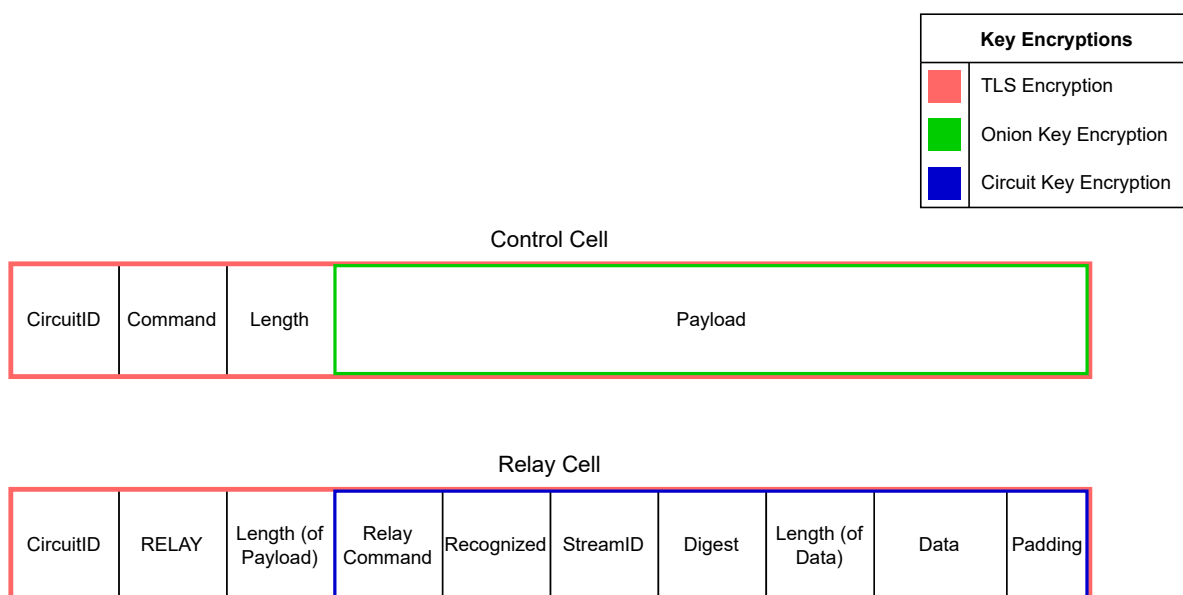 Key Encryptions
TLS Encryption
Onion Key Encryption
Circuit Key Encryption
Control Cell
CircuitID
Command
Length
Payload
Relay Cell
CircuitID
RELAY
Length (of
Payload)
Relay
Command
Recognized
StreamID
Digest
Length (of
Data)
Data
Padding